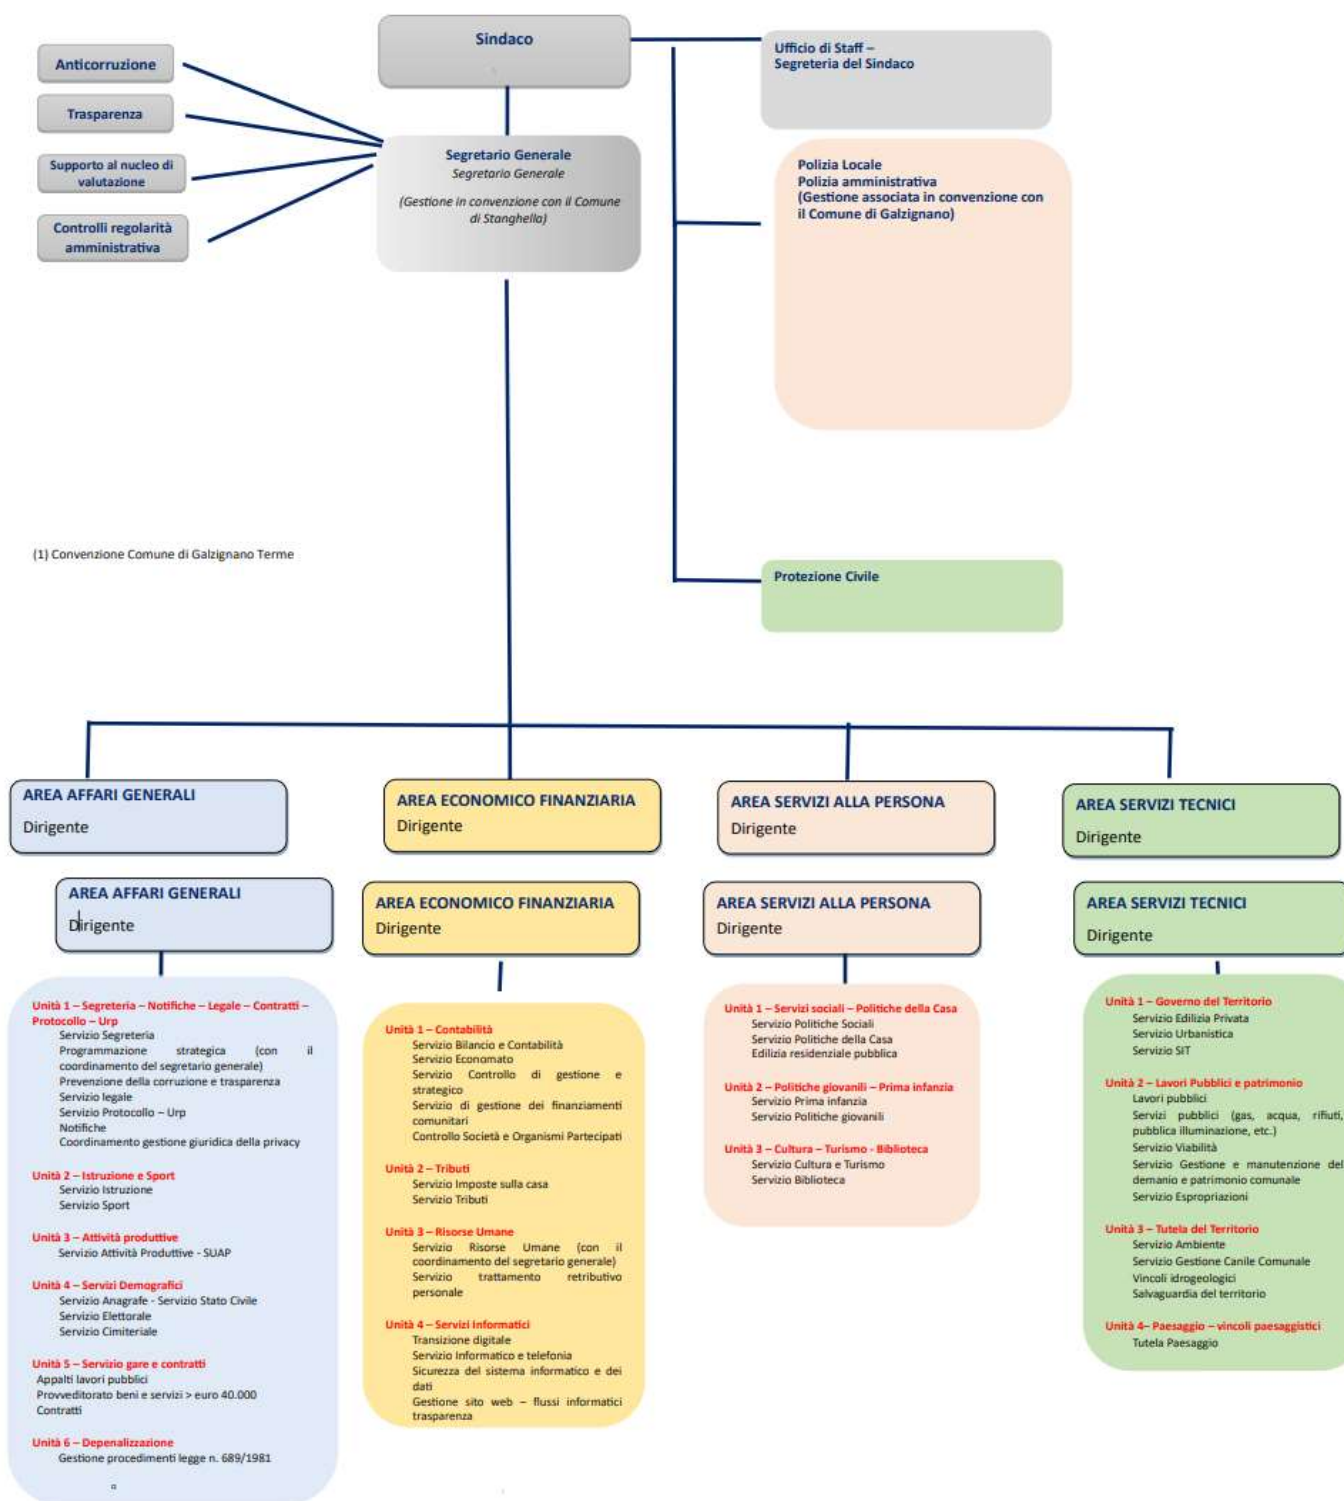 Sindaco
Anticorruzione
Trasparenza
Supporto al nucleo di
valutazione
Controlli regolarità
amministrativa
Segretario Generale
Segretario Generale
(Gestione in convenzione con il Comune
di Stanghella)
Ufficio di Staff –
Segreteria del Sindaco
Polizia Locale
Polizia amministrativa
(Gestione associata in convenzione con
il Comune di Galzignano)
(1) Convenzione Comune di Galzignano Terme
Protezione Civile
AREA AFFARI GENERALI
Dirigente
AREA ECONOMICO FINANZIARIA
Dirigente
AREA SERVIZI ALLA PERSONA
Dirigente
AREA SERVIZI TECNICI
Dirigente
AREA AFFARI GENERALI
Dirigente
AREA ECONOMICO FINANZIARIA
Dirigente
AREA SERVIZI ALLA PERSONA
Dirigente
AREA SERVIZI TECNICI
Dirigente
Unità 1 – Segreteria – Notifiche – Legale – Contratti –
Protocollo – Urp
Servizio Segreteria
Programmazione strategica (con il
coordinamento del segretario generale)
Prevenzione della corruzione e trasparenza
Servizio legale
Servizio Protocollo – Urp
Notifiche
Coordinamento gestione giuridica della privacy
Unità 2 – Istruzione e Sport
Servizio Istruzione
Servizio Sport
Unità 3 – Attività produttive
Servizio Attività Produttive - SUAP
Unità 4 – Servizi Demografici
Servizio Anagrafe - Servizio Stato Civile
Servizio Elettorale
Servizio Cimiteriale
Unità 5 – Servizio gare e contratti
Appalti lavori pubblici
Provveditorato beni e servizi > euro 40.000
Contratti
Unità 6 – Depenalizzazione
Gestione procedimenti legge n. 689/1981
Unità 1 – Contabilità
Servizio Bilancio e Contabilità
Servizio Economato
Servizio Controllo di gestione e
strategico
Servizio di gestione dei finanziamenti
comunitari
Controllo Società e Organismi Partecipati
Unità 2 – Tributi
Servizio Imposte sulla casa
Servizio Tributi
Unità 3 – Risorse Umane
Servizio Risorse Umane (con il
coordinamento del segretario generale)
Servizio trattamento retributivo
personale
Unità 4 – Servizi Informatici
Transizione digitale
Servizio Informatico e telefonia
Sicurezza del sistema informatico e dei
dati
Gestione sito web – flussi informatici
trasparenza
Unità 1 – Servizi sociali – Politiche della Casa
Servizio Politiche Sociali
Servizio Politiche della Casa
Edilizia residenziale pubblica
Unità 2 – Politiche giovanili – Prima infanzia
Servizio Prima infanzia
Servizio Politiche giovanili
Unità 3 – Cultura – Turismo - Biblioteca
Servizio Cultura e Turismo
Servizio Biblioteca
Unità 1 – Governo del Territorio
Servizio Edilizia Privata
Servizio Urbanistica
Servizio SIT
Unità 2 – Lavori Pubblici e patrimonio
Lavori pubblici
Servizi pubblici (gas, acqua, rifiuti,
pubblica illuminazione, etc.)
Servizio Viabilità
Servizio Gestione e manutenzione del
demanio e patrimonio comunale
Servizio Espropriazioni
Unità 3 – Tutela del Territorio
Servizio Ambiente
Servizio Gestione Canile Comunale
Vincoli idrogeologici
Salvaguardia del territorio
Unità 4– Paesaggio – vincoli paesaggistici
Tutela Paesaggio